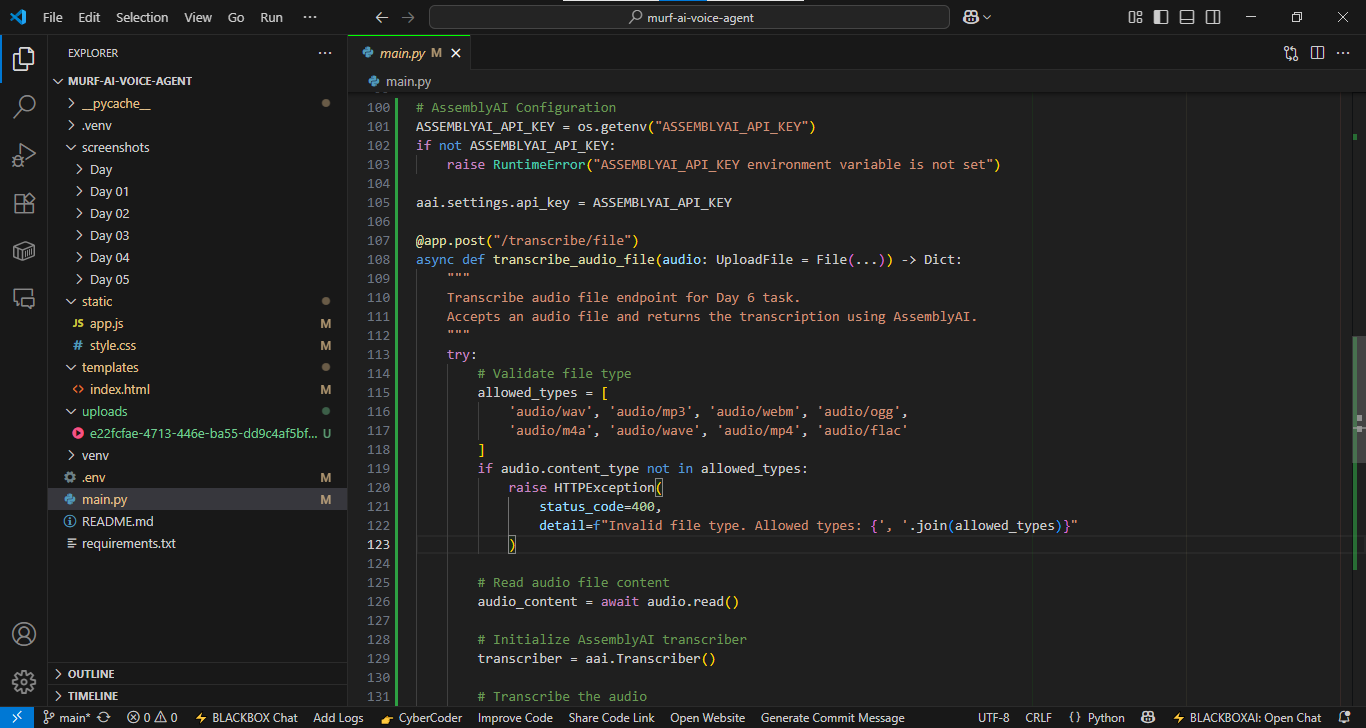 File Edit Selection View Go Run ···
murf-ai-voice-agent
EXPLORER
MURF-AI-VOICE-AGENT
__pycache__
.venv
screenshots
Day
Day 01
Day 02
Day 03
Day 04
Day 05
static
JS app.js M
# style.css M
templates
<> index.html M
uploads
e22fcfae-4713-446e-ba55-dd9c4af5bf... U
venv
.env M
main.py M
README.md
requirements.txt
OUTLINE
TIMELINE
main.py M
main.py
100 # AssemblyAI Configuration
101 ASSEMBLYAI_API_KEY = os.getenv("ASSEMBLYAI_API_KEY")
102 if not ASSEMBLYAI_API_KEY:
103     raise RuntimeError("ASSEMBLYAI_API_KEY environment variable is not set")
104
105 aai.settings.api_key = ASSEMBLYAI_API_KEY
106
107 @app.post("/transcribe/file")
108 async def transcribe_audio_file(audio: UploadFile = File(...)) -> Dict:
109     """
110     Transcribe audio file endpoint for Day 6 task.
111     Accepts an audio file and returns the transcription using AssemblyAI.
112     """
113     try:
114         # Validate file type
115         allowed_types = [
116             'audio/wav', 'audio/mp3', 'audio/webm', 'audio/ogg',
117             'audio/m4a', 'audio/wave', 'audio/mp4', 'audio/flac'
118         ]
119         if audio.content_type not in allowed_types:
120             raise HTTPException(
121                 status_code=400,
122                 detail=f"Invalid file type. Allowed types: {', '.join(allowed_types)}"
123             )
124
125         # Read audio file content
126         audio_content = await audio.read()
127
128         # Initialize AssemblyAI transcriber
129         transcriber = aai.Transcriber()
130
131         # Transcribe the audio
main* 0 0 BLACKBOX Chat Add Logs CyberCoder Improve Code Share Code Link Open Website Generate Commit Message UTF-8 CRLF {} Python BLACKBOXAI: Open Chat